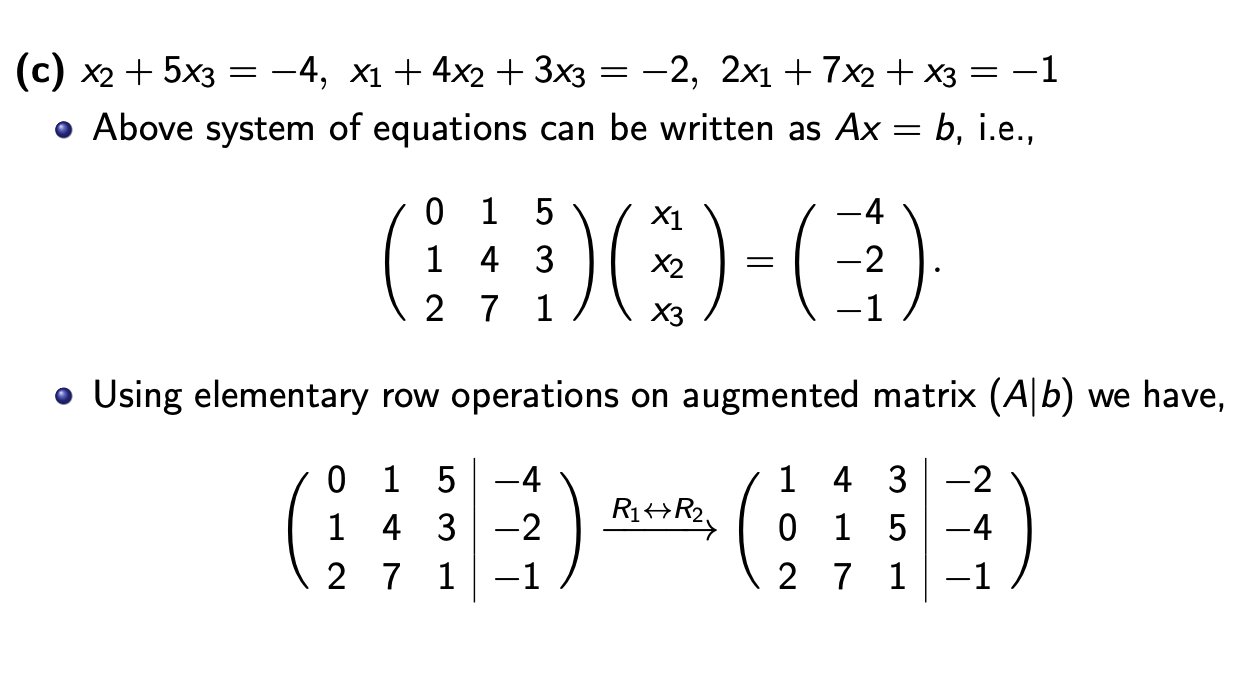 (c) x₂ + 5x₃ = −4, x₁ + 4x₂ + 3x₃ = −2, 2x₁ + 7x₂ + x₃ = −1
• Above system of equations can be written as Ax = b, i.e.,
( 0 1 5 ) ( x₁ ) ( −4 )
( 1 4 3 ) ( x₂ ) = ( −2 ) .
( 2 7 1 ) ( x₃ ) ( −1 )
• Using elementary row operations on augmented matrix (A|b) we have,
( 0 1 5 | −4 ) R₁↔R₂ ( 1 4 3 | −2 )
( 1 4 3 | −2 ) → ( 0 1 5 | −4 )
( 2 7 1 | −1 ) ( 2 7 1 | −1 )